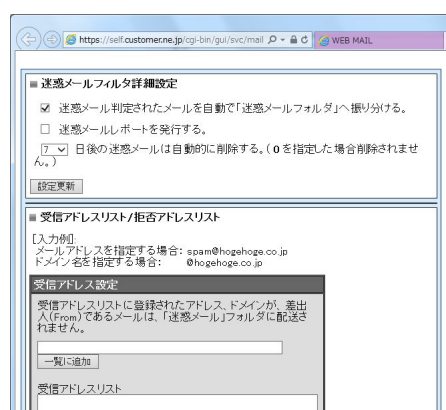 https://self.customer.ne.jp/cgi-bin/gui/svc/mail
WEB MAIL
迷惑メールフィルタ詳細設定
迷惑メール判定されたメールを自動で「迷惑メールフォルダ」へ振り分ける。
迷惑メールレポートを発行する。
7 日後の迷惑メールは自動的に削除する。(0を指定した場合削除されませ
ん。)
設定更新
受信アドレスリスト/拒否アドレスリスト
[入力例]
メールアドレスを指定する場合: spam@hogehoge.co.jp
ドメイン名を指定する場合: @hogehoge.co.jp
受信アドレス設定
受信アドレスリストに登録されたアドレス、ドメインが、差出
人(From)であるメールは、「迷惑メール」フォルダに配送さ
れません。
一覧に追加
受信アドレスリスト